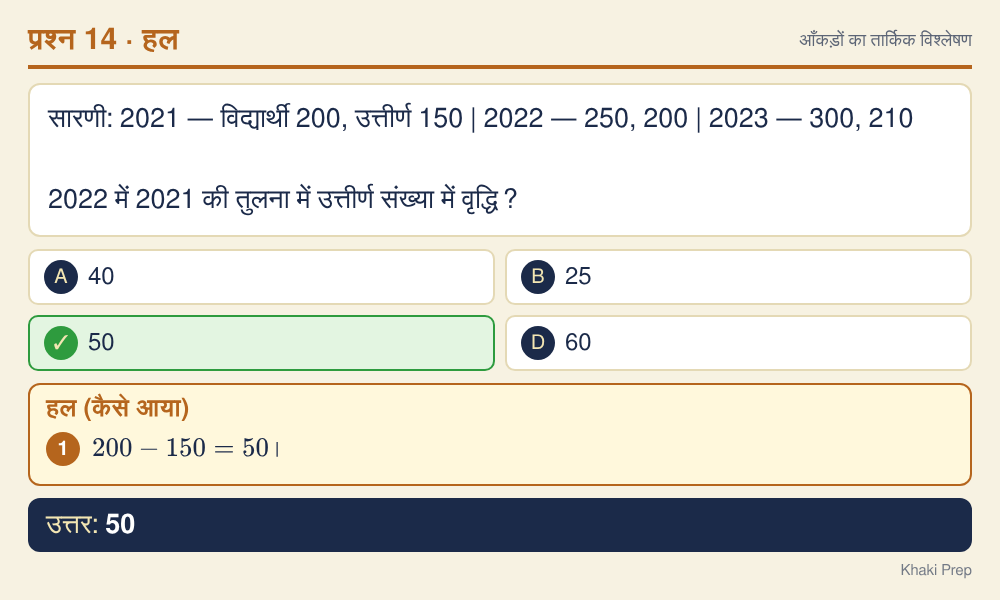 प्रश्न 14 · हल
आँकड़ों का तार्किक विश्लेषण
सारणी: 2021 — विद्यार्थी 200, उत्तीर्ण 150 | 2022 — 250, 200 | 2023 — 300, 210
2022 में 2021 की तुलना में उत्तीर्ण संख्या में वृद्धि ?
A 40
B 25
✓ 50
D 60
हल (कैसे आया)
1 200 − 150 = 50।
उत्तर: 50
Khaki Prep